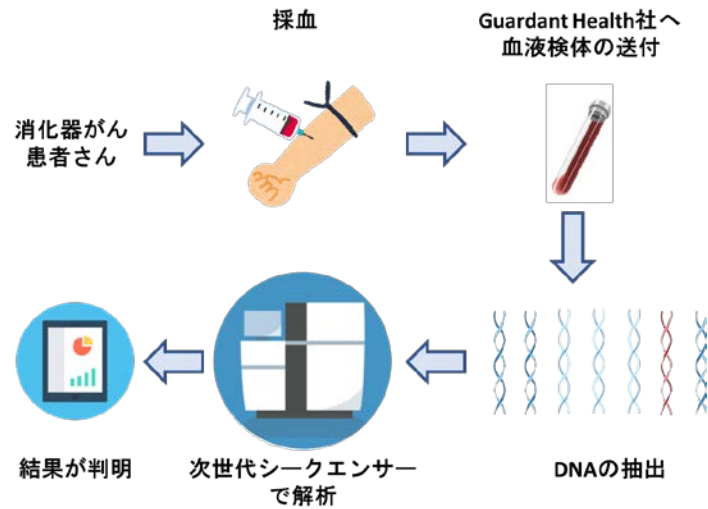 採血
Guardant Health社へ
血液検体の送付
消化器がん
患者さん
DNAの抽出
次世代シークエンサー
で解析
結果が判明